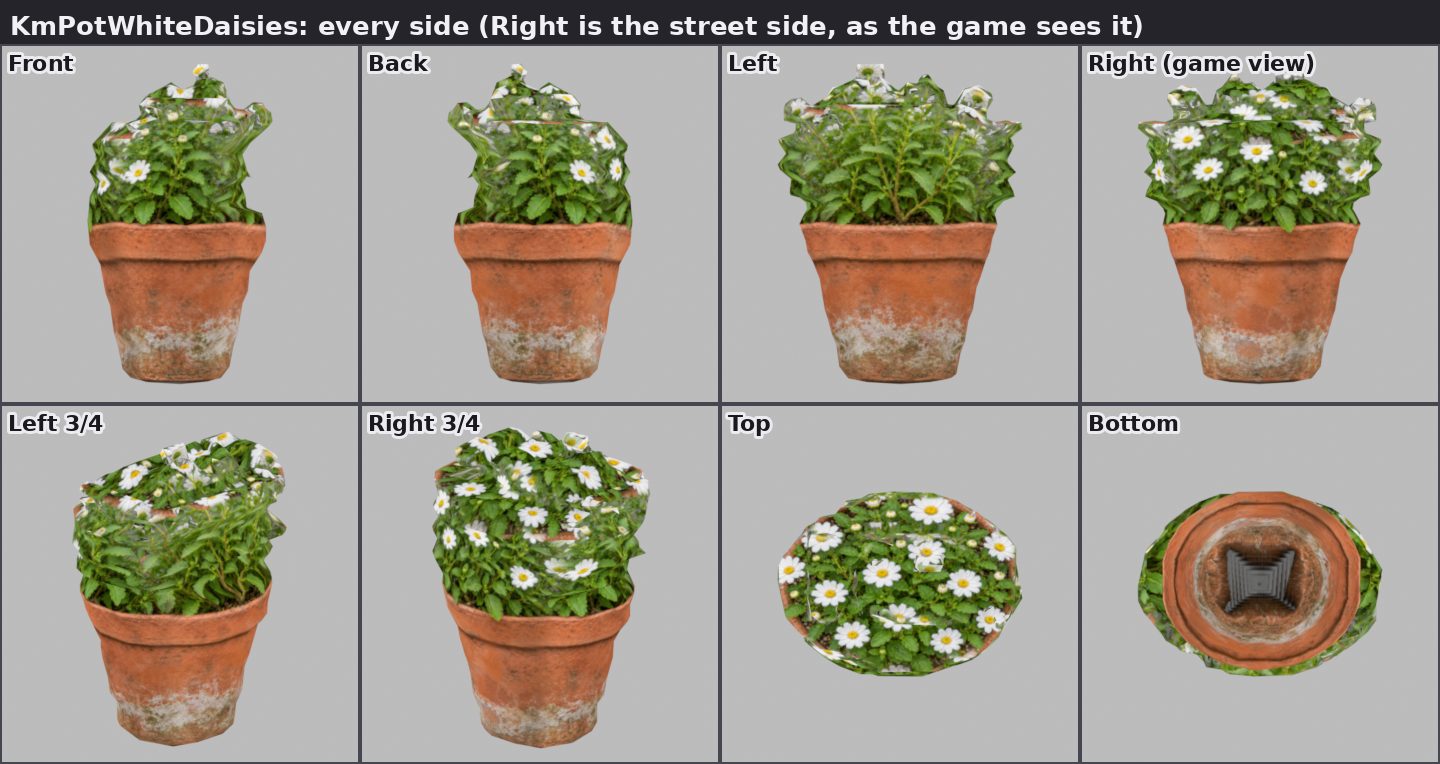 KmPotWhiteDaisies: every side (Right is the street side, as the game sees it)
Front
Back
Left
Right (game view)
Left 3/4
Right 3/4
Top
Bottom